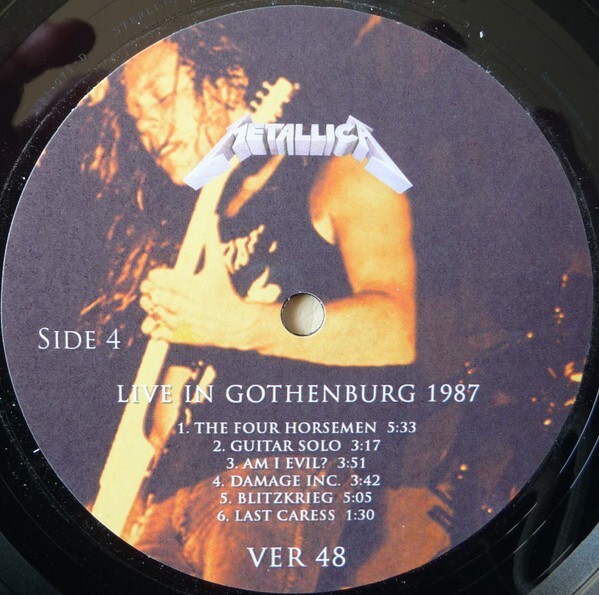 METALLICA
SIDE 4
LIVE IN GOTHENBURG 1987
1. THE FOUR HORSEMEN 5:33
2. GUITAR SOLO 3:17
3. AM I EVIL? 3:51
4. DAMAGE INC. 3:42
5. BLITZKRIEG 5:05
6. LAST CARESS 1:30
VER 48